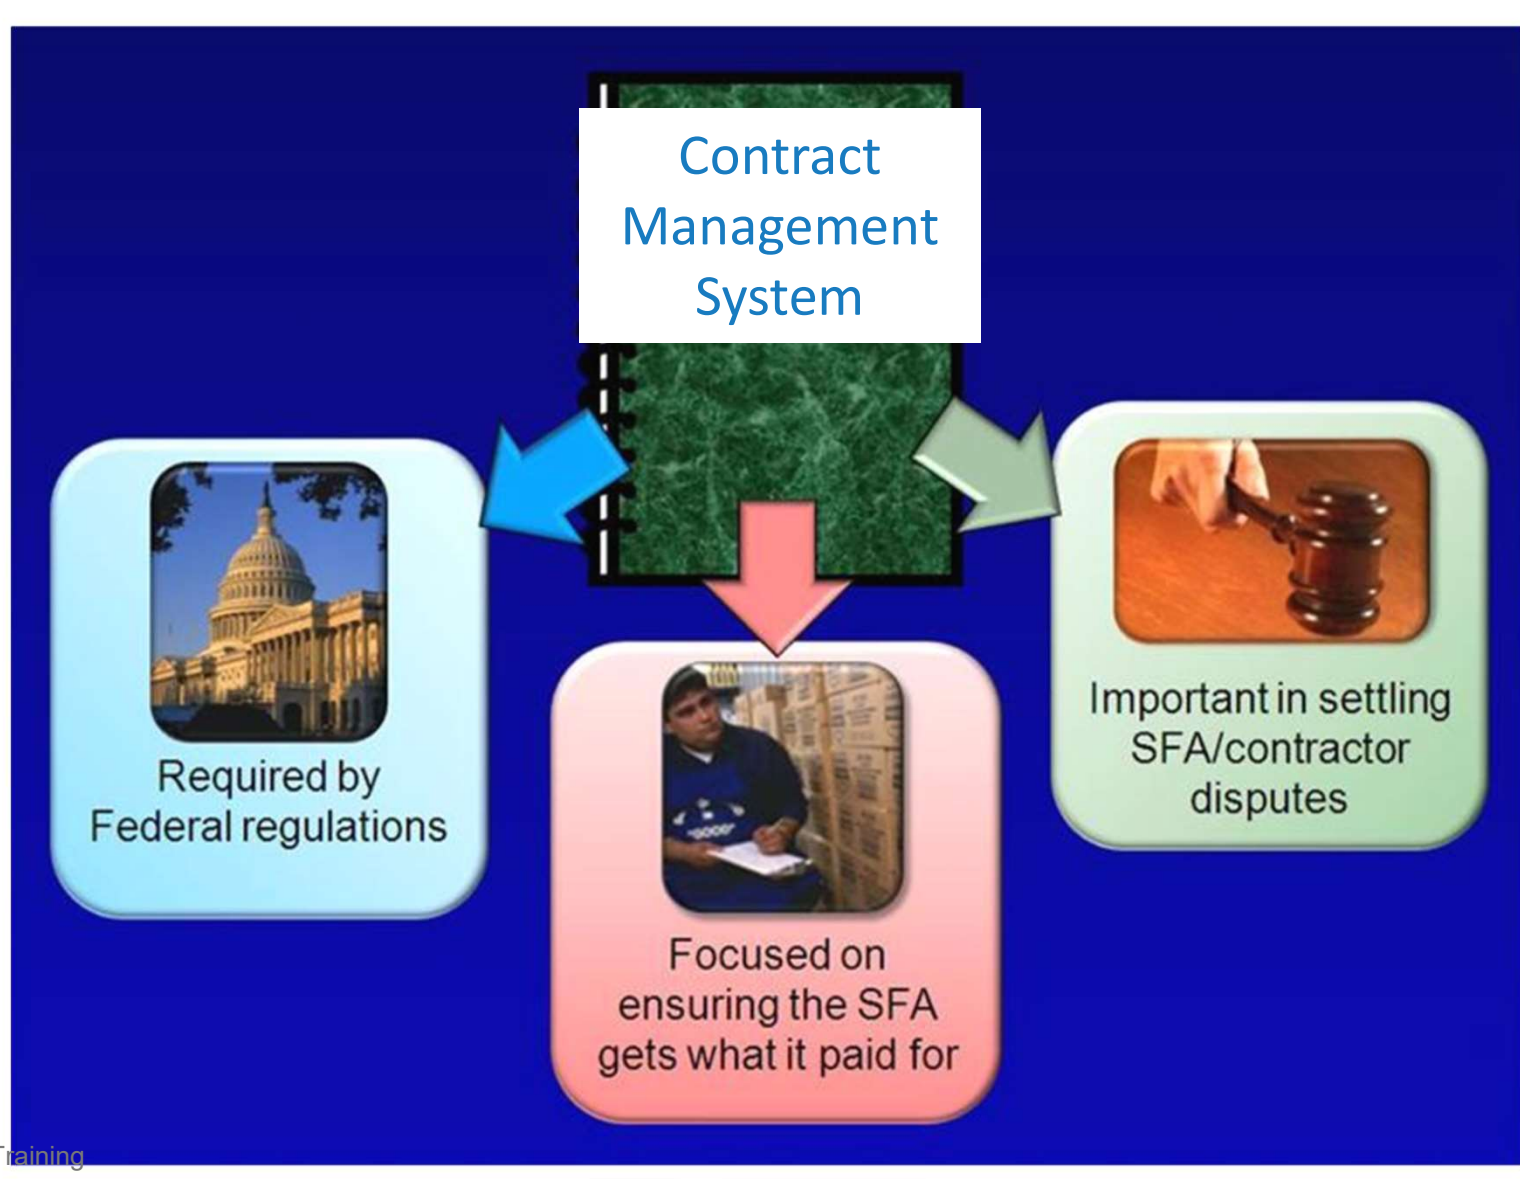 Contract
Management
System
Required by
Federal regulations
Focused on
ensuring the SFA
gets what it paid for
Important in settling
SFA/contractor
disputes
Training